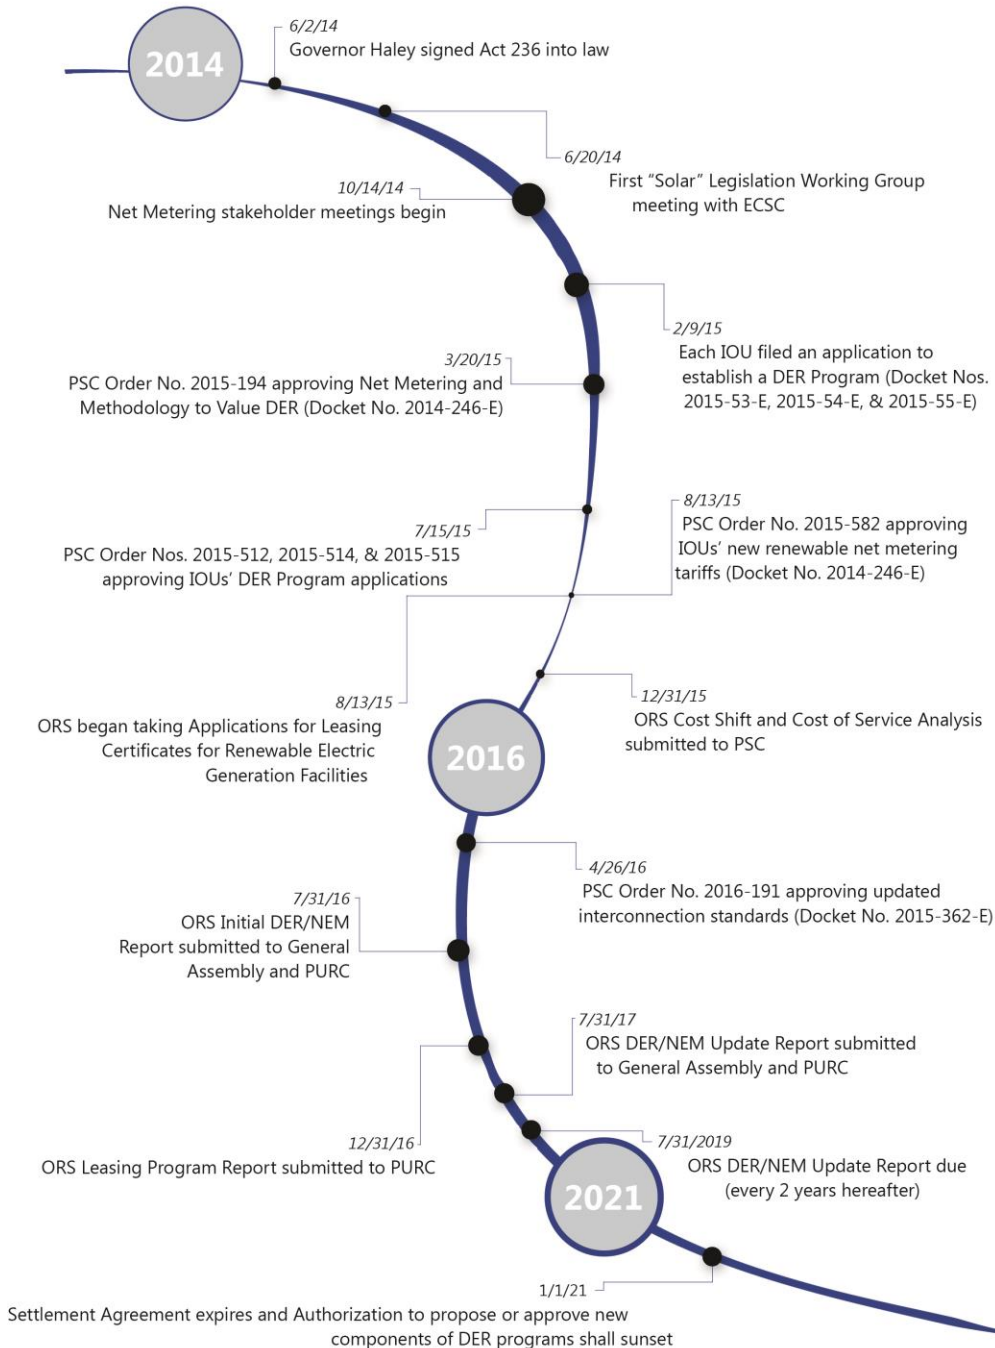 2014
6/2/14
Governor Haley signed Act 236 into law
6/20/14
First “Solar” Legislation Working Group
meeting with ECSC
10/14/14
Net Metering stakeholder meetings begin
2/9/15
Each IOU filed an application to
establish a DER Program (Docket Nos.
2015-53-E, 2015-54-E, & 2015-55-E)
3/20/15
PSC Order No. 2015-194 approving Net Metering and
Methodology to Value DER (Docket No. 2014-246-E)
7/15/15
PSC Order Nos. 2015-512, 2015-514, & 2015-515
approving IOUs’ DER Program applications
8/13/15
PSC Order No. 2015-582 approving
IOUs’ new renewable net metering
tariffs (Docket No. 2014-246-E)
8/13/15
ORS began taking Applications for Leasing
Certificates for Renewable Electric
Generation Facilities
12/31/15
ORS Cost Shift and Cost of Service Analysis
submitted to PSC
2016
4/26/16
PSC Order No. 2016-191 approving updated
interconnection standards (Docket No. 2015-362-E)
7/31/16
ORS Initial DER/NEM
Report submitted to General
Assembly and PURC
12/31/16
ORS Leasing Program Report submitted to PURC
7/31/17
ORS DER/NEM Update Report submitted
to General Assembly and PURC
7/31/2019
ORS DER/NEM Update Report due
(every 2 years hereafter)
2021
1/1/21
Settlement Agreement expires and Authorization to propose or approve new
components of DER programs shall sunset